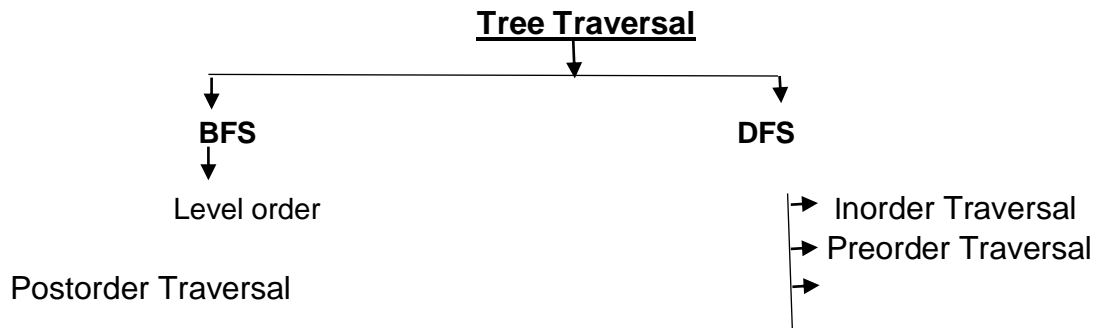 Tree Traversal
BFS DFS
Level order
Inorder Traversal
Preorder Traversal
Postorder Traversal